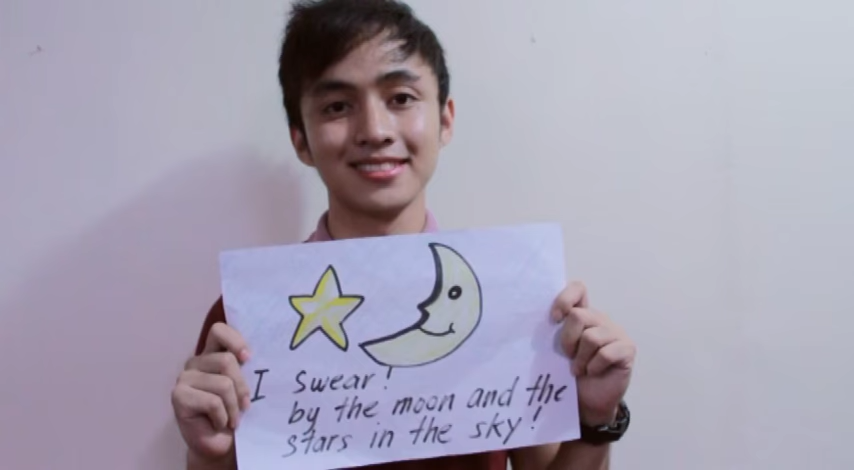 I swear!
by the moon and the
stars in the sky!